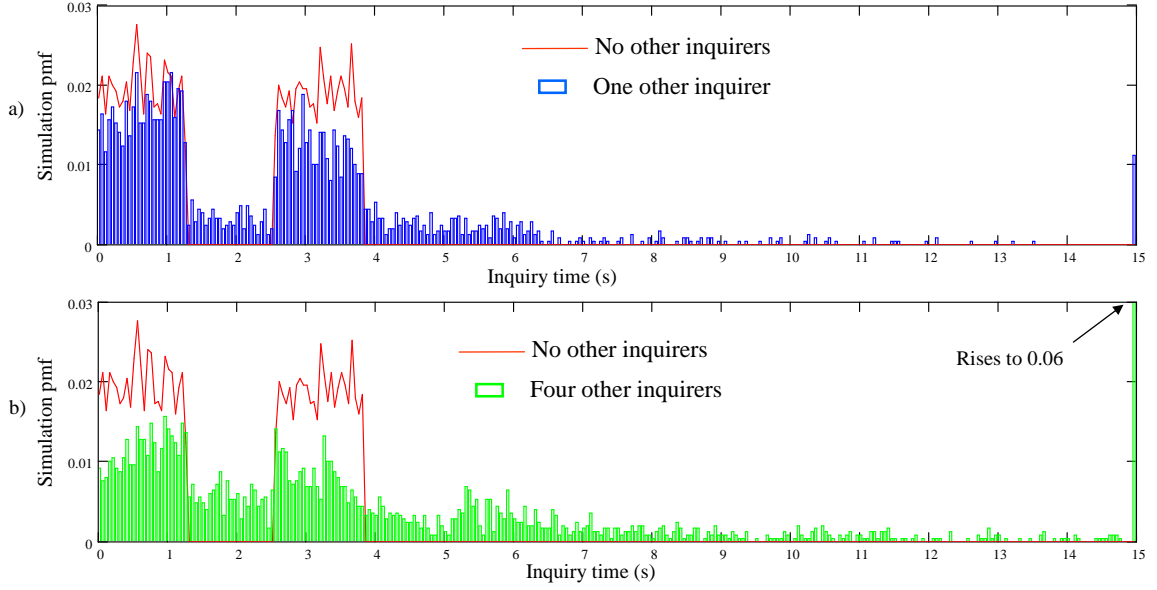 0.03
No other inquirers
One other inquirer
0.02
a)
Simulation pmf
0.01
0
0 1 2 3 4 5 6 7 8 9 10 11 12 13 14 15
Inquiry time (s)
0.03
No other inquirers
Rises to 0.06
Four other inquirers
0.02
b)
Simulation pmf
0.01
0
0 1 2 3 4 5 6 7 8 9 10 11 12 13 14 15
Inquiry time (s)